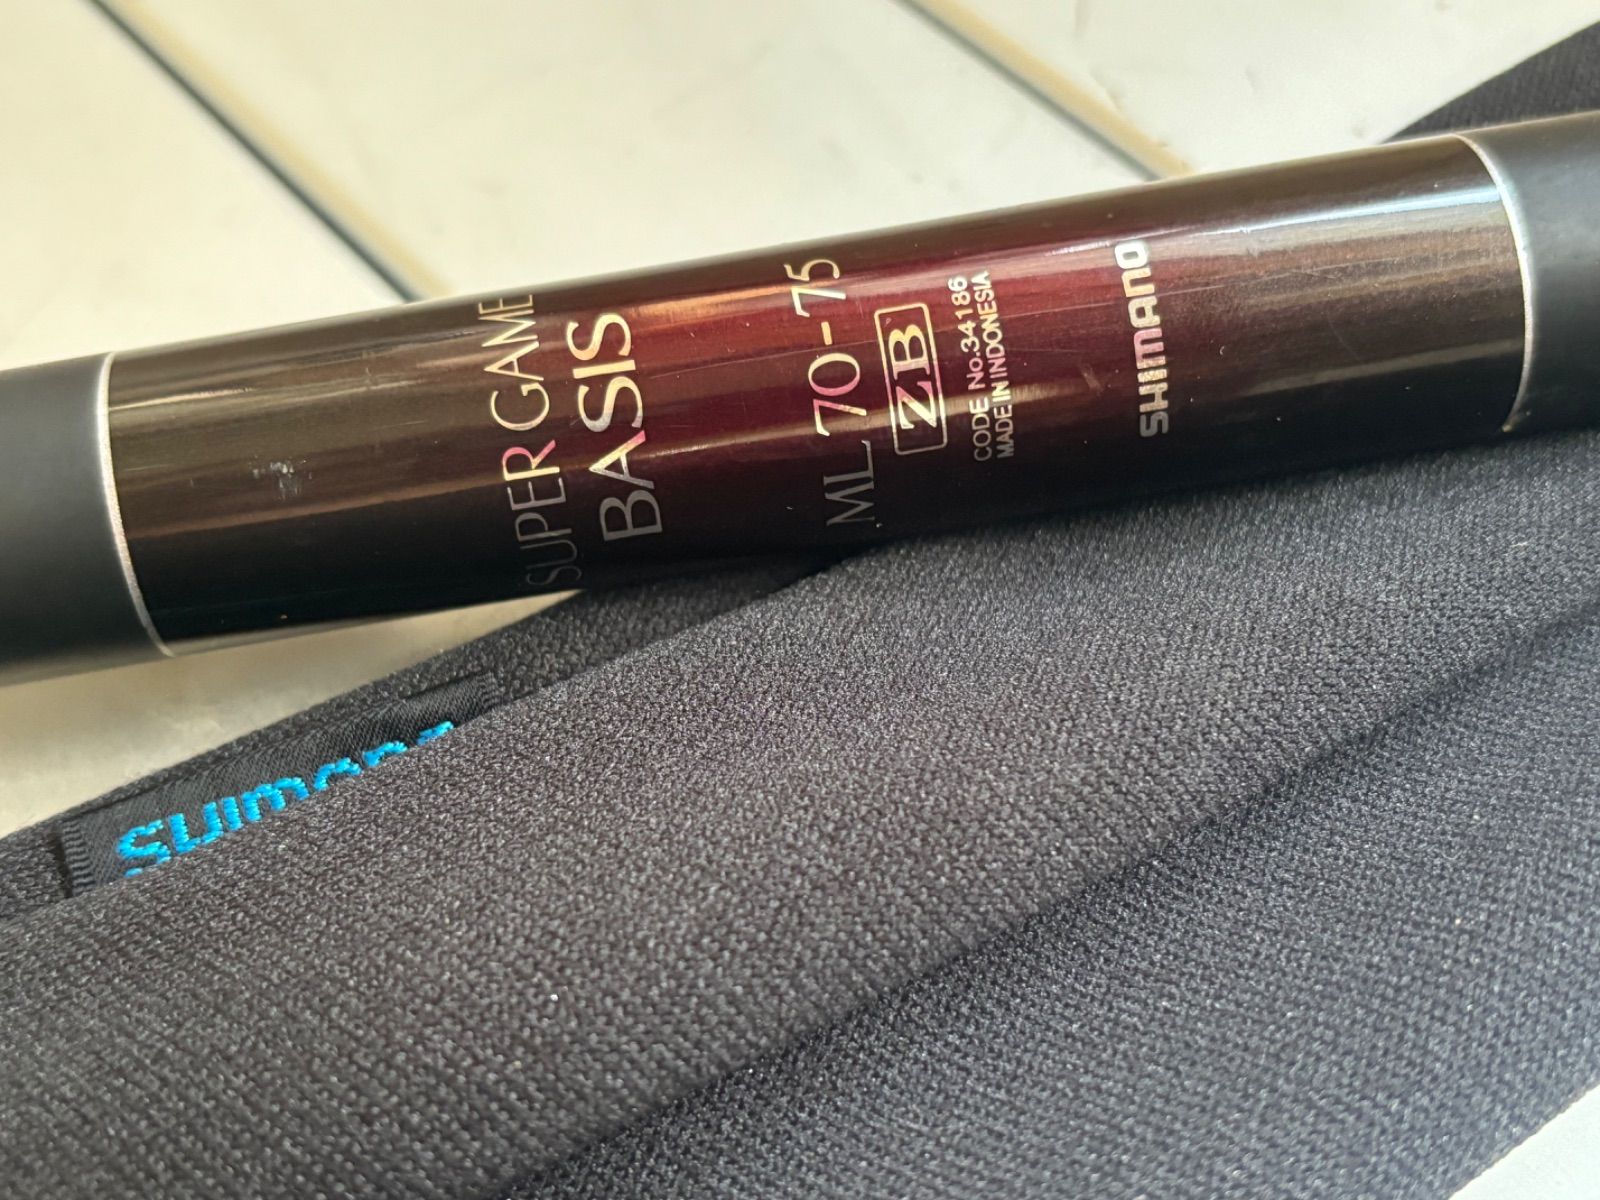 SUPER GAME
BASIS
ML 70-75
ZB
CODE No.34186
MADE IN INDONESIA
SHIMANO